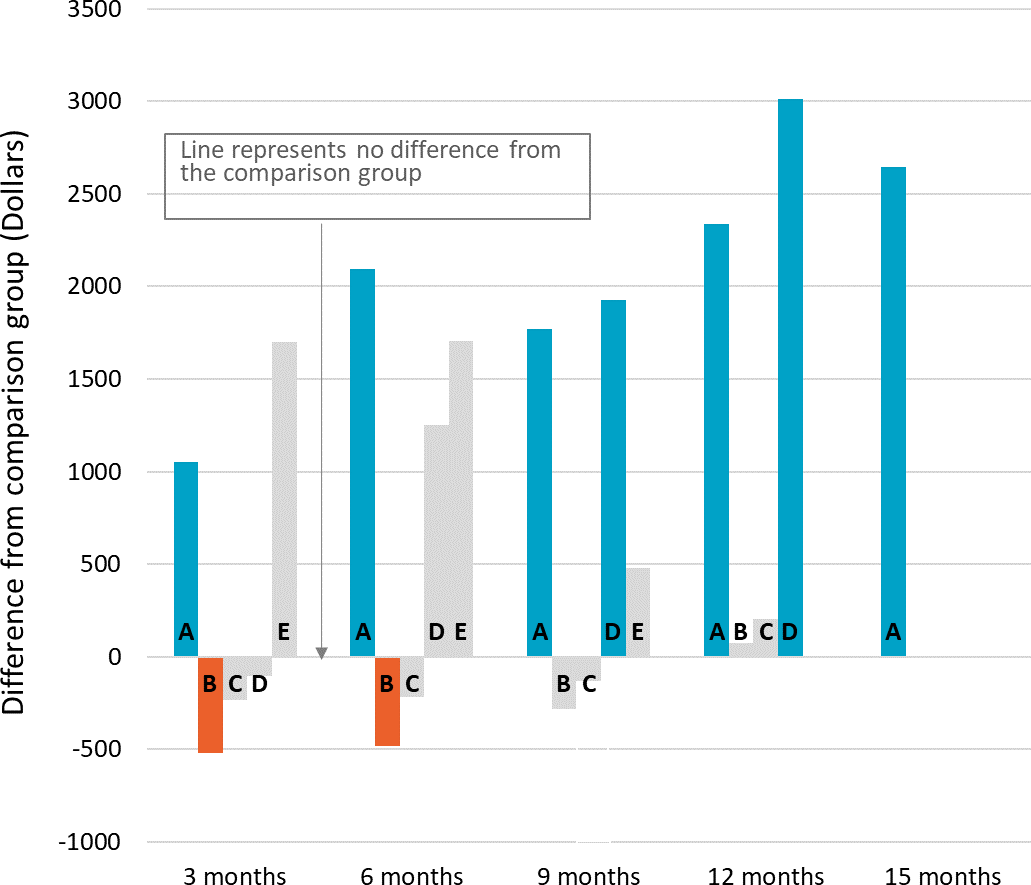 3500
3000
2500
2000
1500
1000
500
0
-500
-1000
Difference from comparison group (Dollars)
Line represents no difference from
the comparison group
A
B
C
D
E
A
B
C
D
E
A
B
C
D
E
A
B
C
D
A
3 months
6 months
9 months
12 months
15 months